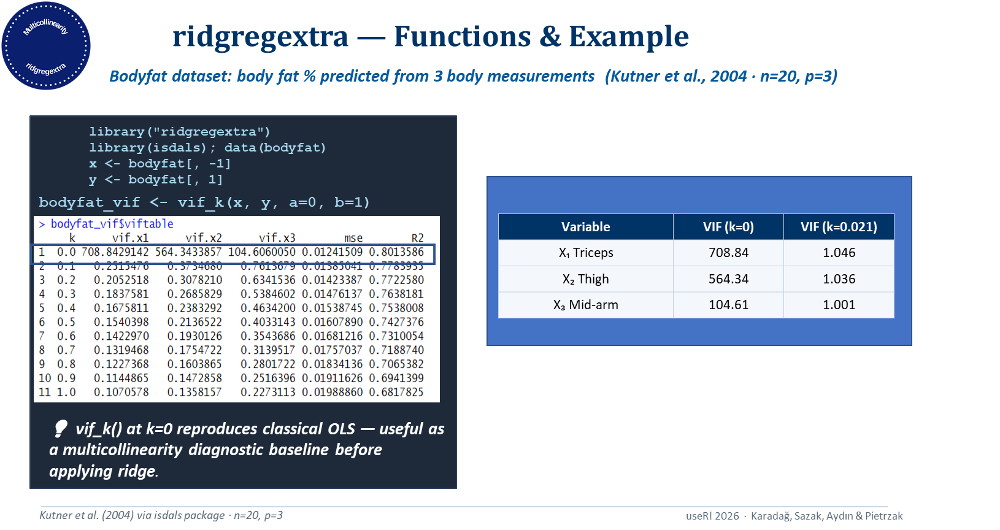 Multicollinearity
ridgregextra
ridgregextra — Functions & Example
Bodyfat dataset: body fat % predicted from 3 body measurements (Kutner et al., 2004 · n=20, p=3)
library("ridgregextra")
library(isdals); data(bodyfat)
x <- bodyfat[, -1]
y <- bodyfat[, 1]
bodyfat_vif <- vif_k(x, y, a=0, b=1)
> bodyfat_vif$viftable
k vif.x1 vif.x2 vif.x3 mse R2
1 0.0 708.8429142 564.3433857 104.6060050 0.01241509 0.8013586
2 0.1 0.2515476 0.3734680 0.7613679 0.01385041 0.7783935
3 0.2 0.2052518 0.3078210 0.6341536 0.01423387 0.7722580
4 0.3 0.1837581 0.2685829 0.5384602 0.01476137 0.7638181
5 0.4 0.1675811 0.2383292 0.4634200 0.01538745 0.7538008
6 0.5 0.1540398 0.2136522 0.4033143 0.01607890 0.7427376
7 0.6 0.1422970 0.1930126 0.3543686 0.01681216 0.7310054
8 0.7 0.1319468 0.1754722 0.3139517 0.01757037 0.7188740
9 0.8 0.1227368 0.1603865 0.2801722 0.01834136 0.7065382
10 0.9 0.1144865 0.1472858 0.2516396 0.01911626 0.6941399
11 1.0 0.1070578 0.1358157 0.2273113 0.01988860 0.6817825
vif_k() at k=0 reproduces classical OLS — useful as
a multicollinearity diagnostic baseline before
applying ridge.
Variable VIF (k=0) VIF (k=0.021)
X₁ Triceps 708.84 1.046
X₂ Thigh 564.34 1.036
X₃ Mid-arm 104.61 1.001
Kutner et al. (2004) via isdals package · n=20, p=3
useR! 2026 · Karadağ, Sazak, Aydın & Pietrzak